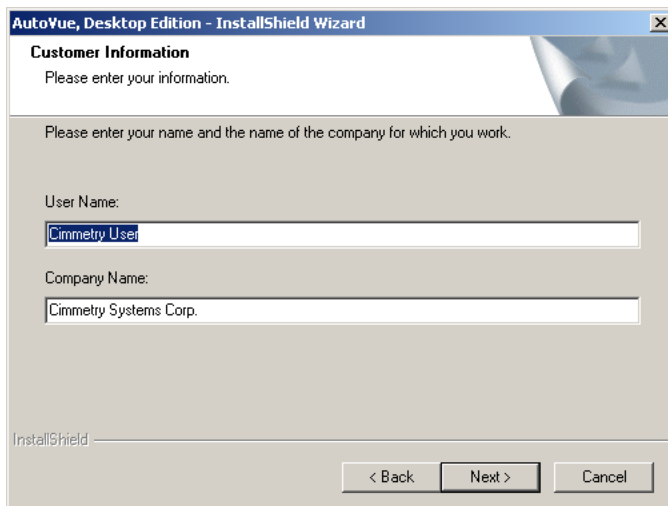 AutoVue, Desktop Edition - InstallShield Wizard
Customer Information
Please enter your information.
Please enter your name and the name of the company for which you work.
User Name:
Cimmetry User
Company Name:
Cimmetry Systems Corp.
InstallShield
< Back Next > Cancel